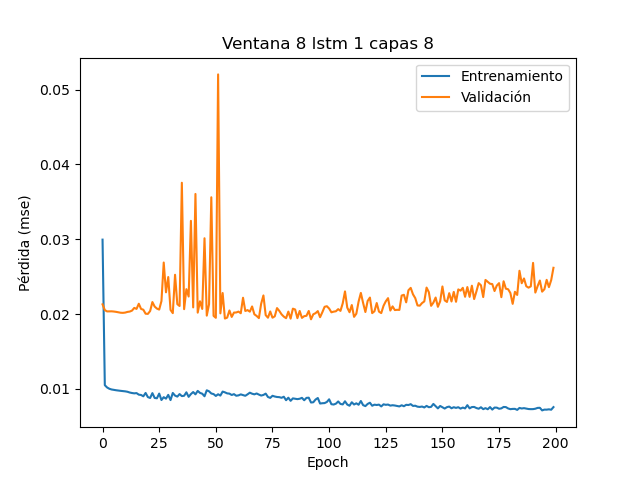 Ventana 8 lstm 1 capas 8
Entrenamiento
Validación
Pérdida (mse)
0.05
0.04
0.03
0.02
0.01
0 25 50 75 100 125 150 175 200
Epoch